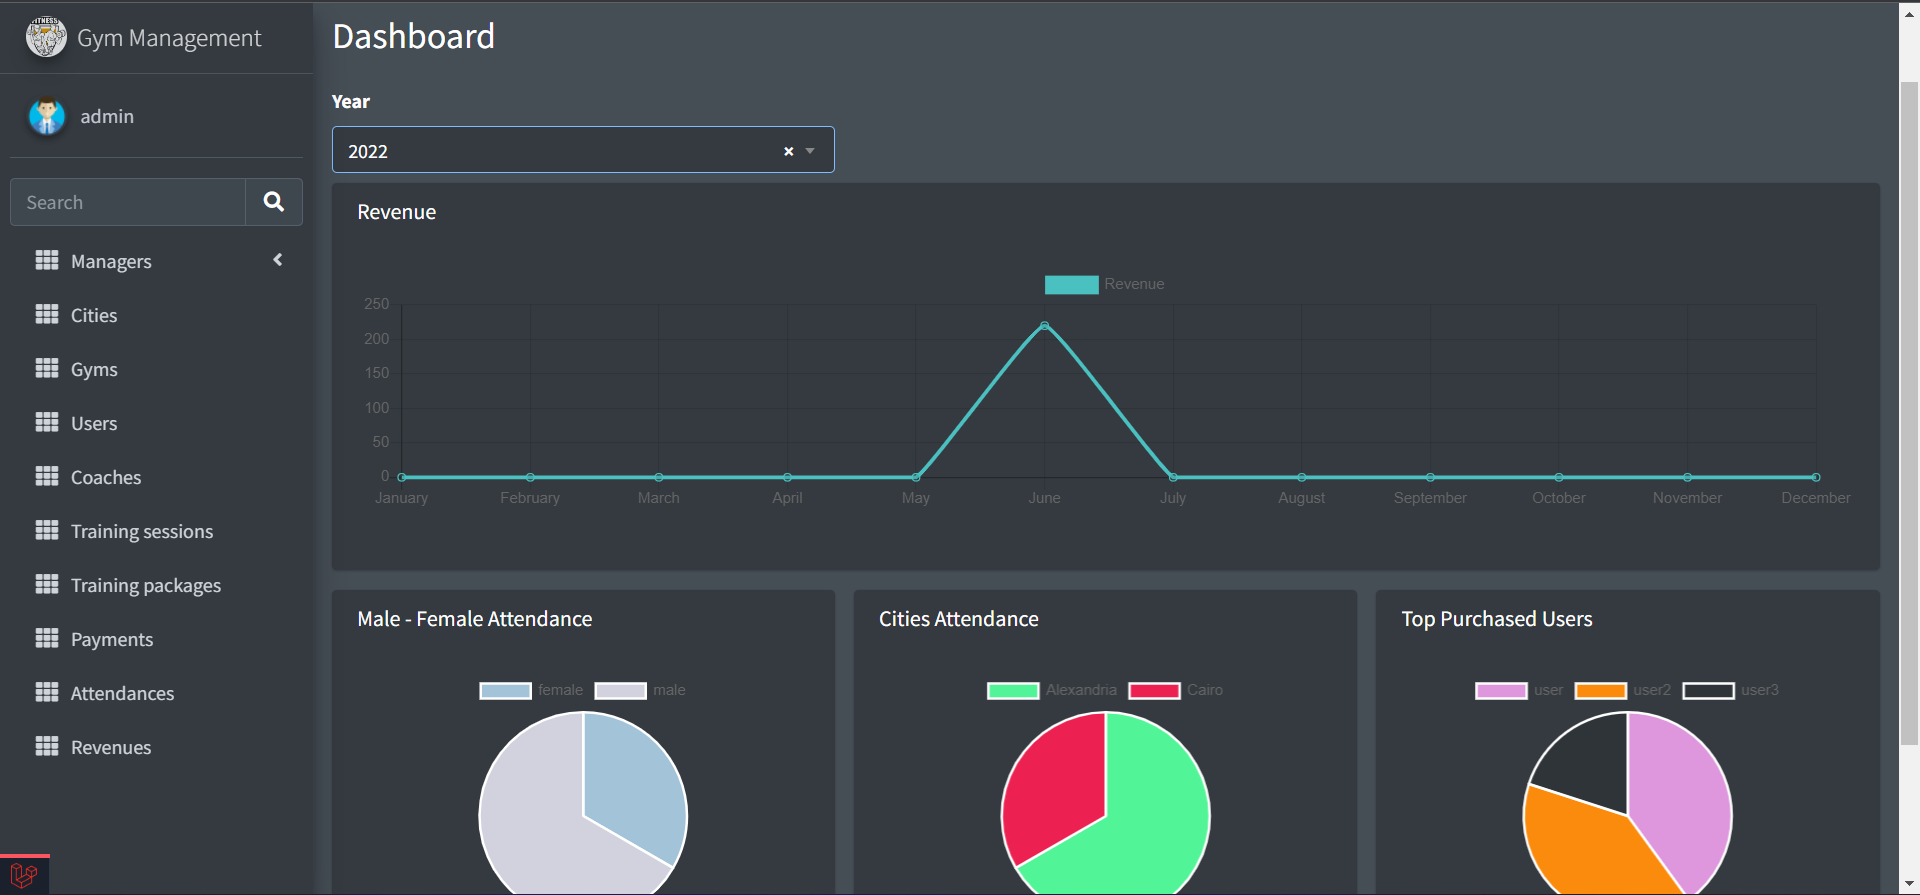 FITNESS
Gym Management
admin
Search
Managers
Cities
Gyms
Users
Coaches
Training sessions
Training packages
Payments
Attendances
Revenues
Dashboard
Year
2022
Revenue
Revenue
250
200
150
100
50
0
January February March April May June July August September October November December
Male - Female Attendance
female male
Cities Attendance
Alexandria Cairo
Top Purchased Users
user user2 user3